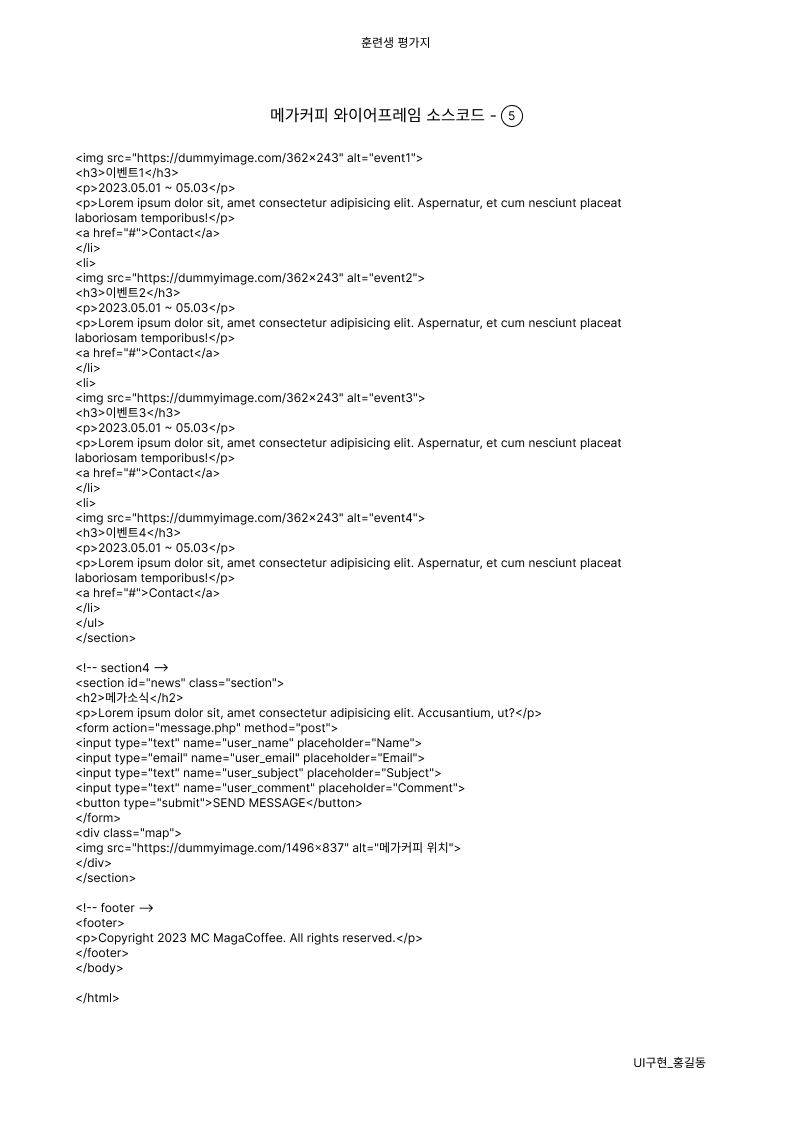 훈련생 평가지
메가커피 와이어프레임 소스코드 - ⑤
<img src="https://dummyimage.com/362×243" alt="event1">
<h3>이벤트1</h3>
<p>2023.05.01 ~ 05.03</p>
<p>Lorem ipsum dolor sit, amet consectetur adipisicing elit. Aspernatur, et cum nesciunt placeat
laboriosam temporibus!</p>
<a href="#">Contact</a>
</li>
<li>
<img src="https://dummyimage.com/362×243" alt="event2">
<h3>이벤트2</h3>
<p>2023.05.01 ~ 05.03</p>
<p>Lorem ipsum dolor sit, amet consectetur adipisicing elit. Aspernatur, et cum nesciunt placeat
laboriosam temporibus!</p>
<a href="#">Contact</a>
</li>
<li>
<img src="https://dummyimage.com/362×243" alt="event3">
<h3>이벤트3</h3>
<p>2023.05.01 ~ 05.03</p>
<p>Lorem ipsum dolor sit, amet consectetur adipisicing elit. Aspernatur, et cum nesciunt placeat
laboriosam temporibus!</p>
<a href="#">Contact</a>
</li>
<li>
<img src="https://dummyimage.com/362×243" alt="event4">
<h3>이벤트4</h3>
<p>2023.05.01 ~ 05.03</p>
<p>Lorem ipsum dolor sit, amet consectetur adipisicing elit. Aspernatur, et cum nesciunt placeat
laboriosam temporibus!</p>
<a href="#">Contact</a>
</li>
</ul>
</section>
<!-- section4 -->
<section id="news" class="section">
<h2>메가소식</h2>
<p>Lorem ipsum dolor sit, amet consectetur adipisicing elit. Accusantium, ut?</p>
<form action="message.php" method="post">
<input type="text" name="user_name" placeholder="Name">
<input type="email" name="user_email" placeholder="Email">
<input type="text" name="user_subject" placeholder="Subject">
<input type="text" name="user_comment" placeholder="Comment">
<button type="submit">SEND MESSAGE</button>
</form>
<div class="map">
<img src="https://dummyimage.com/1496×837" alt="메가커피 위치">
</div>
</section>
<!-- footer -->
<footer>
<p>Copyright 2023 MC MagaCoffee. All rights reserved.</p>
</footer>
</body>
</html>
UI구현_홍길동